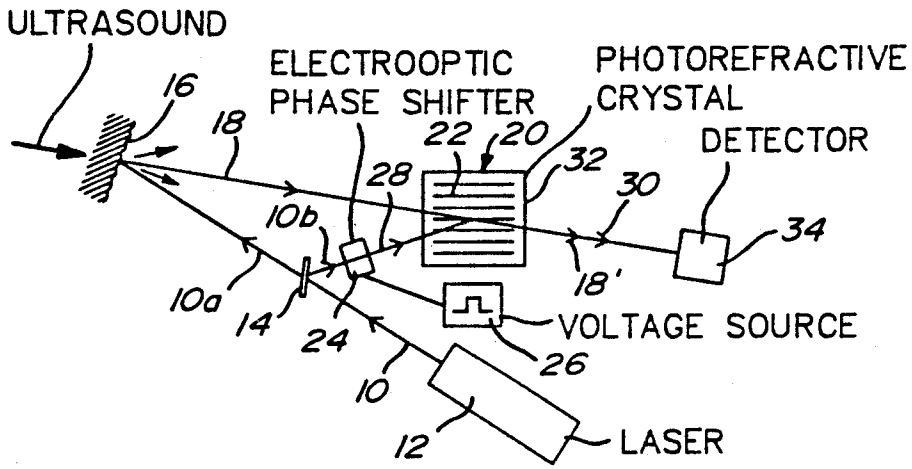 ULTRASOUND
ELECTROOPTIC
PHASE SHIFTER
PHOTOREFRACTIVE
CRYSTAL
DETECTOR
16
18
22
20
32
28
30
10b
34
18'
10a
14
24
VOLTAGE SOURCE
26
10
12
LASER